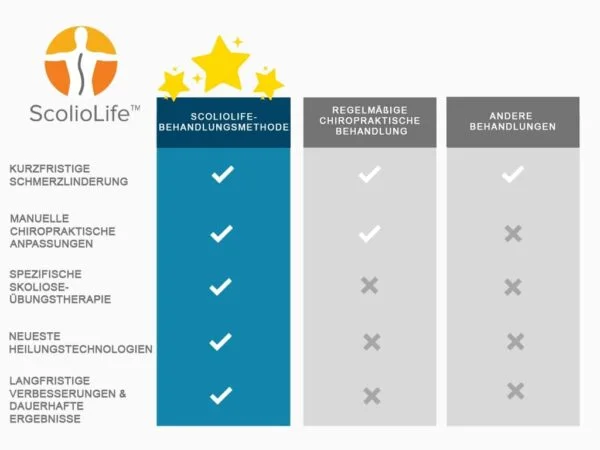 ScolioLife™
SCOLIOLIFE-
BEHANDLUNGSMETHODE
REGELMÄßIGE
CHIROPRAKTISCHE
BEHANDLUNG
ANDERE
BEHANDLUNGEN
KURZFRISTIGE
SCHMERZLINDERUNG
MANUELLE
CHIROPRAKTISCHE
ANPASSUNGEN
SPEZIFISCHE
SKOLIOSE-
ÜBUNGSTHERAPIE
NEUESTE
HEILUNGSTECHNOLOGIEN
LANGFRISTIGE
VERBESSERUNGEN &
DAUERHAFTE
ERGEBNISSE